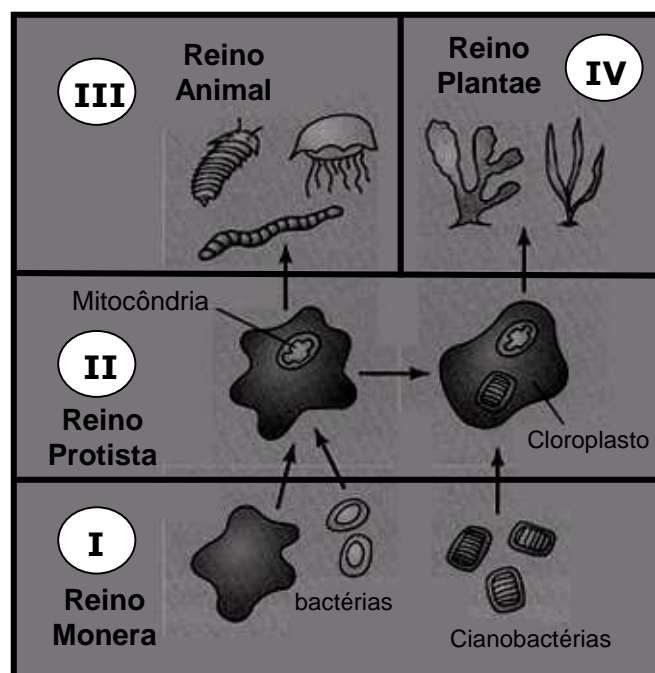 III
Reino
Animal
Reino
Plantae
IV
Mitocôndria
II
Reino
Protista
Cloroplasto
I
Reino
Monera
bactérias
Cianobactérias